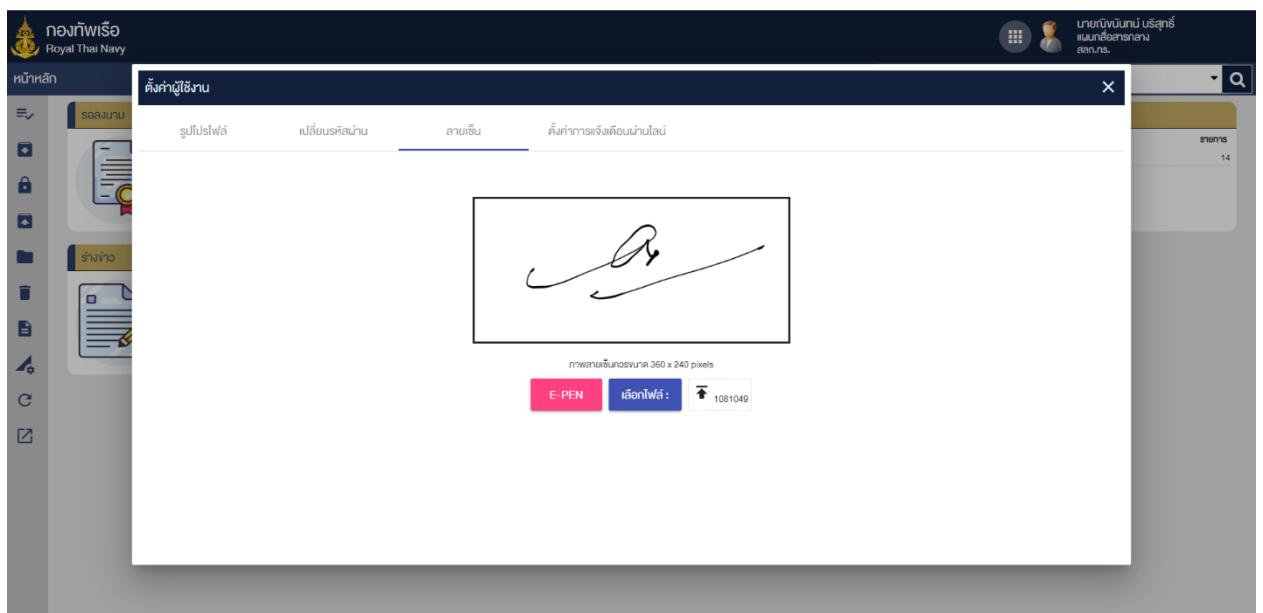 กองทัพเรือ
Royal Thai Navy
นายณิงนันทน์ บริสุทธิ์
แผนกสื่อสารกลาง
สลก.ทร.
หน้าหลัก
ตั้งค่าผู้ใช้งาน
รูปโปรไฟล์
เปลี่ยนรหัสผ่าน
ลายเซ็น
ตั้งค่าการแจ้งเตือนผ่านไลน์
รอลงนาม
รายการ
14
ร่างข่าว
ภาพลายเซ็นควรขนาด 360 x 240 pixels
E-PEN
เลือกไฟล์ :
1081049